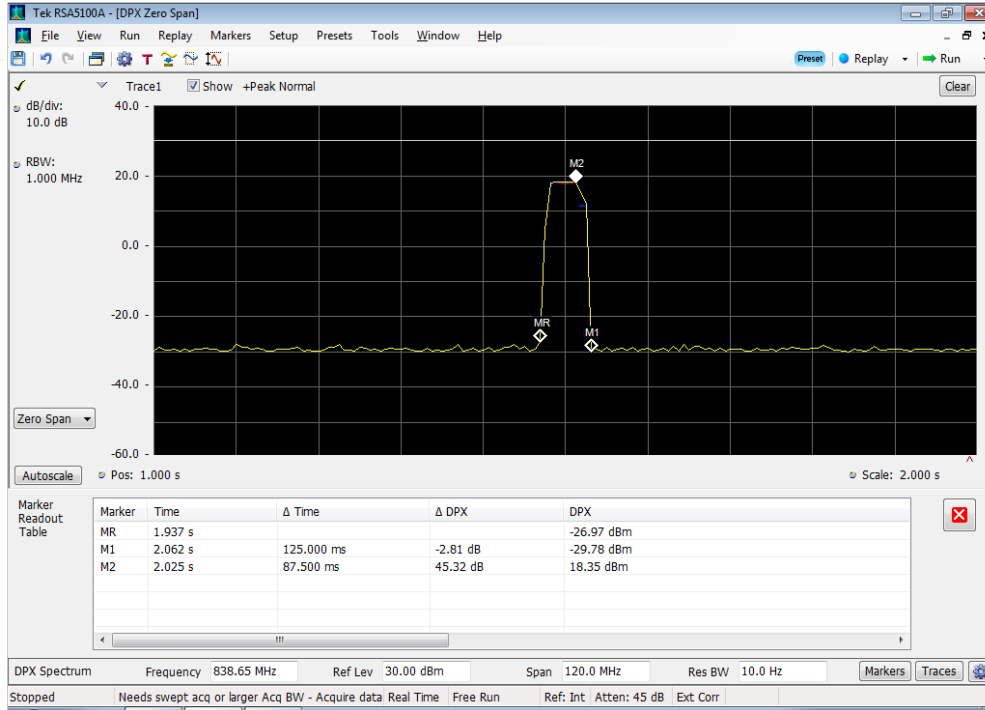 Tek RSA5100A - [DPX Zero Span]
File View Run Replay Markers Setup Presets Tools Window Help
T Preset Replay Run
Trace1 Show +Peak Normal Clear
dB/div:
10.0 dB
RBW:
1.000 MHz
40.0 -
20.0 -
0.0 -
-20.0 -
-40.0 -
-60.0 -
M2
MR
M1
Zero Span
Autoscale Pos: 1.000 s Scale: 2.000 s
Marker Readout Table
Marker Time Δ Time Δ DPX DPX
MR 1.937 s -26.97 dBm
M1 2.062 s 125.000 ms -2.81 dB -29.78 dBm
M2 2.025 s 87.500 ms 45.32 dB 18.35 dBm
DPX Spectrum Frequency 838.65 MHz Ref Lev 30.00 dBm Span 120.0 MHz Res BW 10.0 Hz Markers Traces
Stopped Needs swept acq or larger Acq BW - Acquire data Real Time Free Run Ref: Int Atten: 45 dB Ext Corr